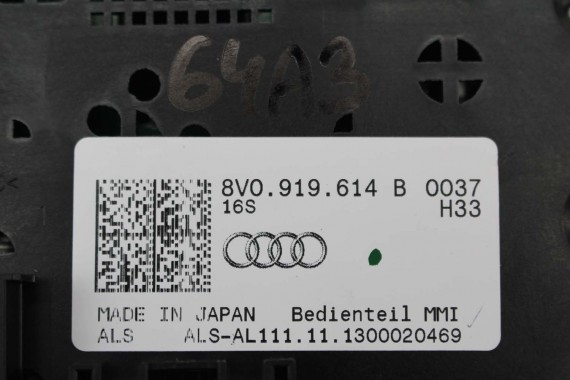 64A3
8V0.919.614 B 0037
16S H33
MADE IN JAPAN Bedienteil MMI
ALS ALS-AL111.11.1300020469